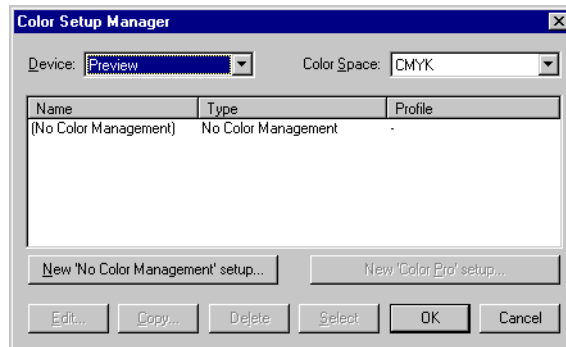 Color Setup Manager
Device: Preview Color Space: CMYK
Name Type Profile
(No Color Management) No Color Management -
New 'No Color Management' setup... New 'Color Pro' setup...
Edit... Copy... Delete Select OK Cancel